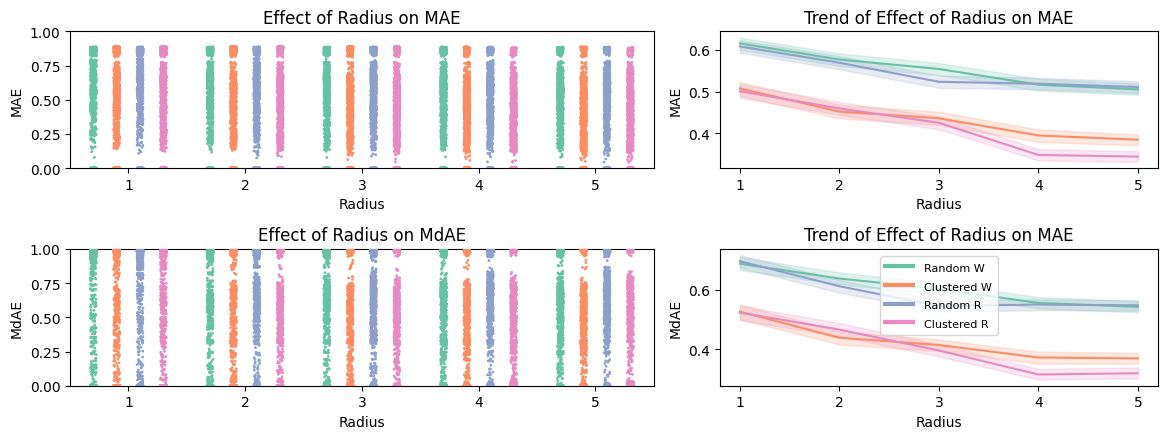 Effect of Radius on MAE
MAE
1.00
0.75
0.50
0.25
0.00
1 2 3 4 5
Radius
Trend of Effect of Radius on MAE
MAE
0.6
0.5
0.4
1 2 3 4 5
Radius
Effect of Radius on MdAE
MdAE
1.00
0.75
0.50
0.25
0.00
1 2 3 4 5
Radius
Trend of Effect of Radius on MAE
MdAE
0.6
0.4
Random W
Clustered W
Random R
Clustered R
1 2 3 4 5
Radius